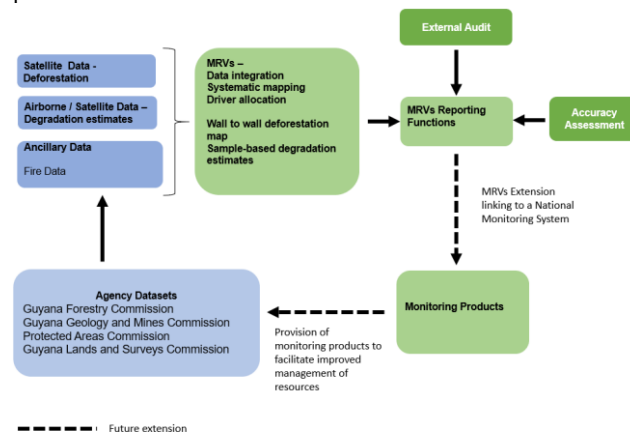 External Audit
Satellite Data -
Deforestation
Airborne / Satellite Data –
Degradation estimates
Ancillary Data
Fire Data
MRVs –
Data integration
Systematic mapping
Driver allocation
Wall to wall deforestation
map
Sample-based degradation
estimates
MRVs Reporting
Functions
Accuracy
Assessment
MRVs Extension
linking to a National
Monitoring System
Agency Datasets
Guyana Forestry Commission
Guyana Geology and Mines Commission
Protected Areas Commission
Guyana Lands and Surveys Commission
Monitoring Products
Provision of
monitoring products to
facilitate improved
management of
resources
Future extension